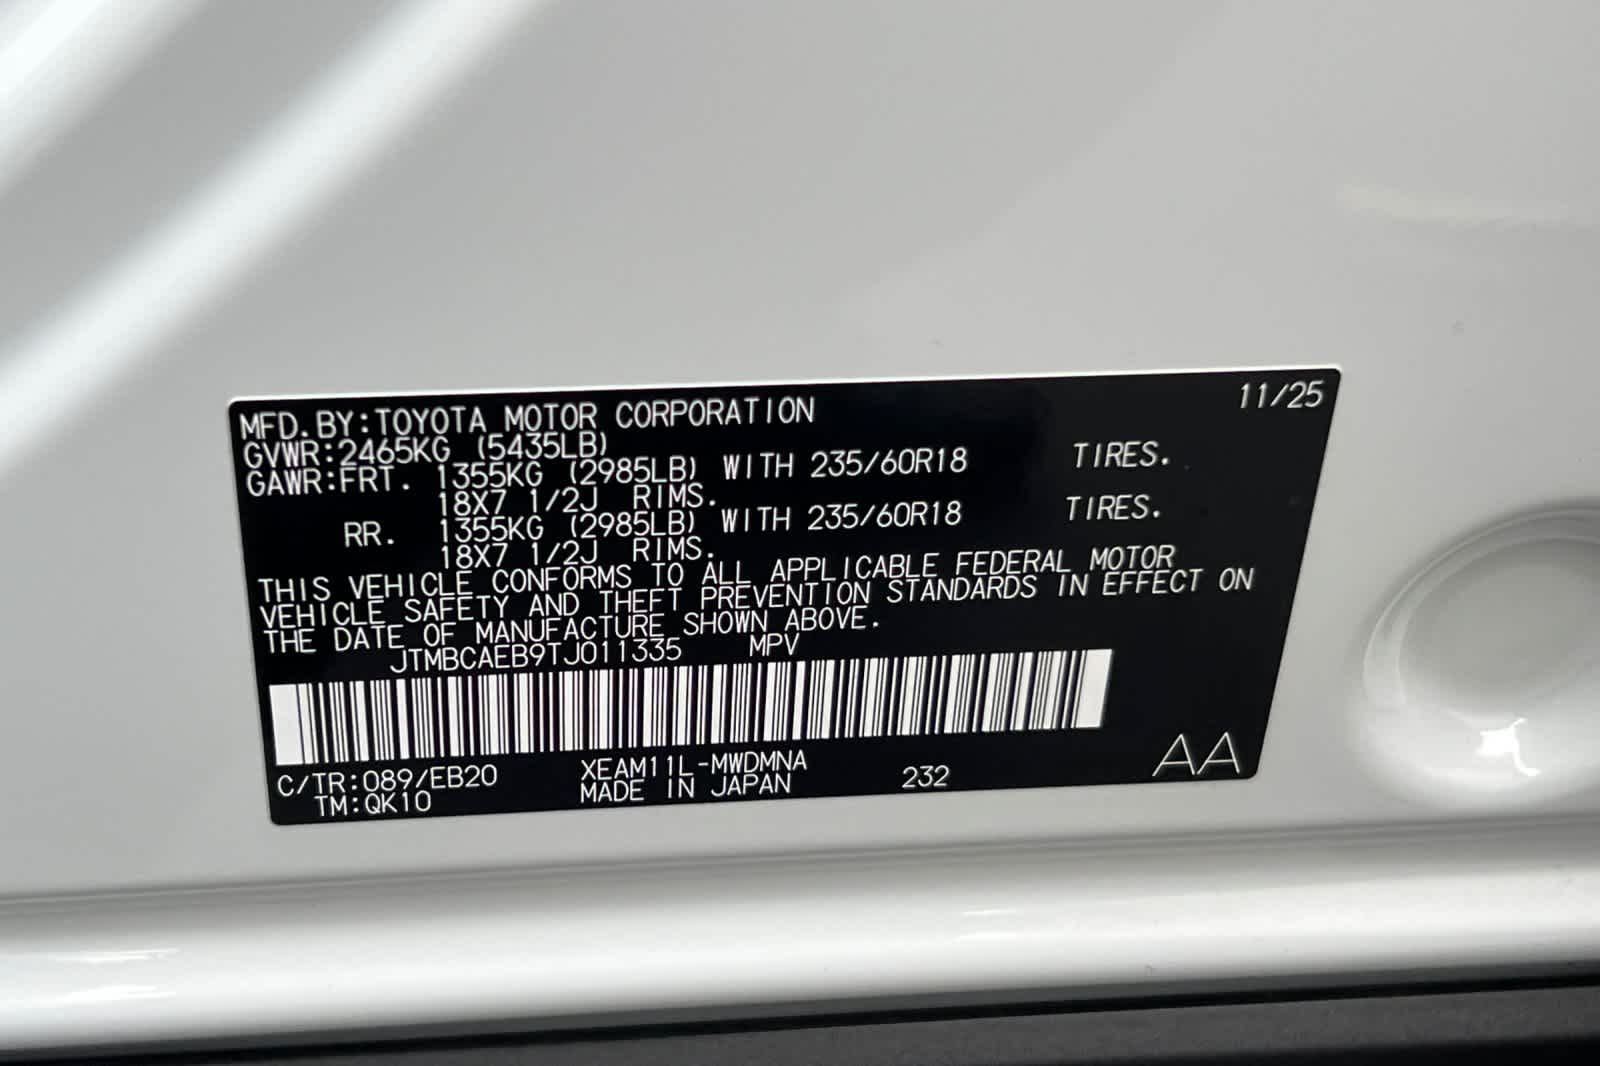 MFD.BY:TOYOTA MOTOR CORPORATION 11/25
GVWR:2465KG (5435LB)
GAWR:FRT. 1355KG (2985LB) WITH 235/60R18 TIRES.
18X7 1/2J RIMS.
RR. 1355KG (2985LB) WITH 235/60R18 TIRES.
18X7 1/2J RIMS.
THIS VEHICLE CONFORMS TO ALL APPLICABLE FEDERAL MOTOR
VEHICLE SAFETY AND THEFT PREVENTION STANDARDS IN EFFECT ON
THE DATE OF MANUFACTURE SHOWN ABOVE.
JTMBCAEB9TJ011335 MPV
C/TR:089/EB20 XEAM11L-MWDMNA 232 AA
TM:QK10 MADE IN JAPAN